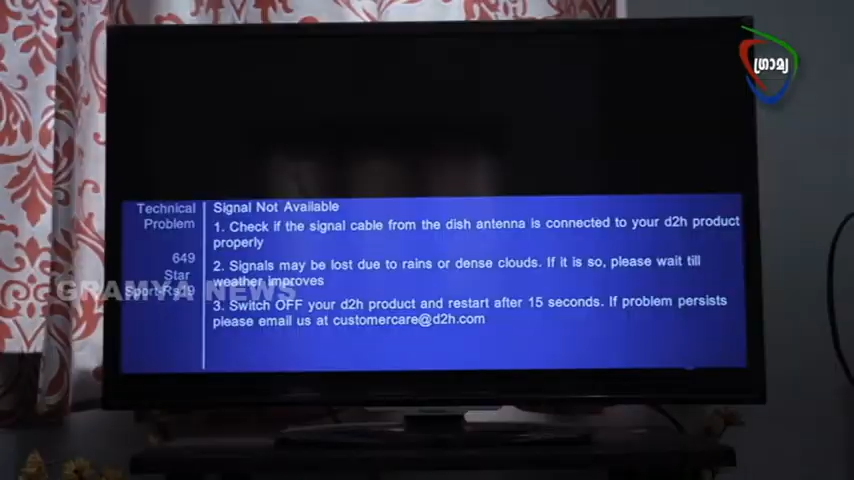 ഗ്രാമ്യ
Technical
Problem
649
Star
Sports Rs19
GRAMYA NEWS
Signal Not Available
1. Check if the signal cable from the dish antenna is connected to your d2h product
properly
2. Signals may be lost due to rains or dense clouds. If it is so, please wait till
weather improves
3. Switch OFF your d2h product and restart after 15 seconds. If problem persists
please email us at customercare@d2h.com